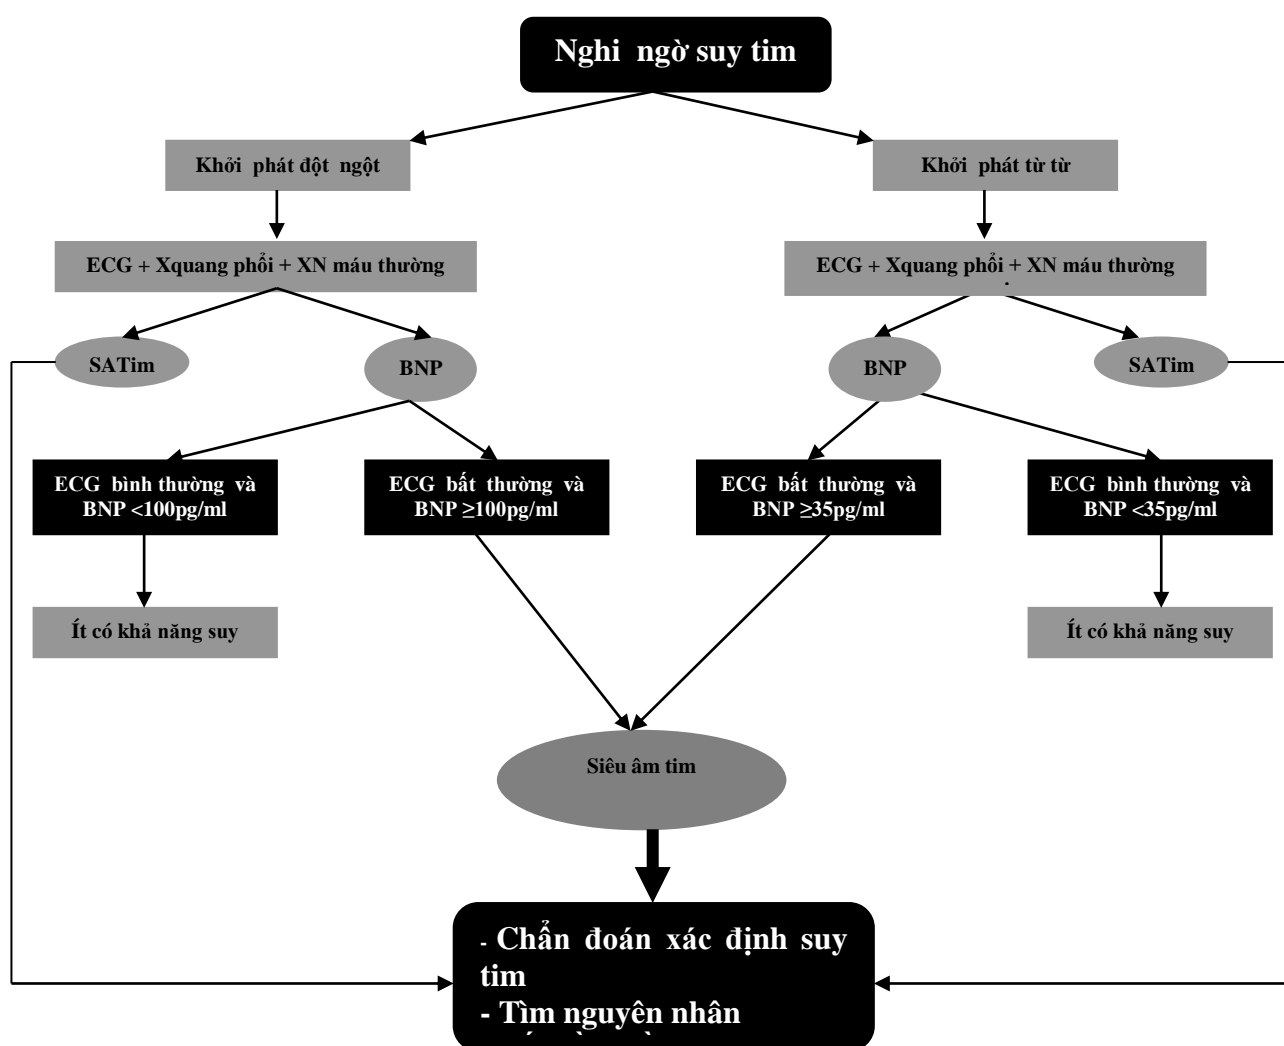 Nghi ngờ suy tim
Khởi phát đột ngột
Khởi phát từ từ
ECG + Xquang phổi + XN máu thường
ECG + Xquang phổi + XN máu thường
SATim
BNP
BNP
SATim
ECG bình thường và
BNP <100pg/ml
ECG bất thường và
BNP ≥100pg/ml
ECG bất thường và
BNP ≥35pg/ml
ECG bình thường và
BNP <35pg/ml
Ít có khả năng suy
Ít có khả năng suy
Siêu âm tim
- Chẩn đoán xác định suy
tim
- Tìm nguyên nhân